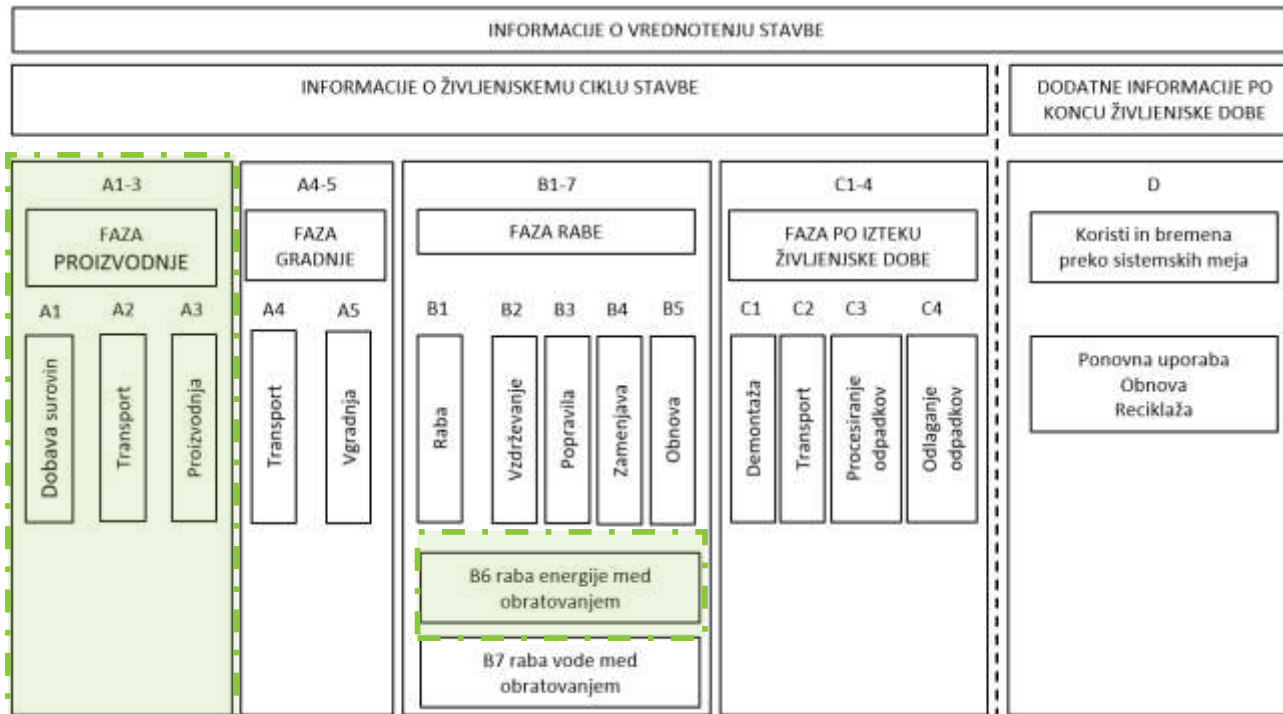 INFORMACIJE O VREDNOTENJU STAVBE
INFORMACIJE O ŽIVLJENJSKEMU CIKLU STAVBE
DODATNE INFORMACIJE PO
KONCU ŽIVLJENJSKE DOBE
A1-3
FAZA
PROIZVODNJE
A1
A2
A3
Dobava surovin
Transport
Proizvodnja
A4-5
FAZA
GRADNJE
A4
A5
Transport
Vgradnja
B1-7
FAZA RABE
B1
B2
B3
B4
B5
Raba
Vzdrževanje
Popravila
Zamenjava
Obnova
B6 raba energije med
obratovanjem
B7 raba vode med
obratovanjem
C1-4
FAZA PO IZTEKU
ŽIVLJENJSKE DOBE
C1
C2
C3
C4
Demontaža
Transport
Procesiranje
odpadkov
Odlaganje
odpadkov
D
Koristi in bremena
preko sistemskih meja
Ponovna uporaba
Obnova
Reciklaža